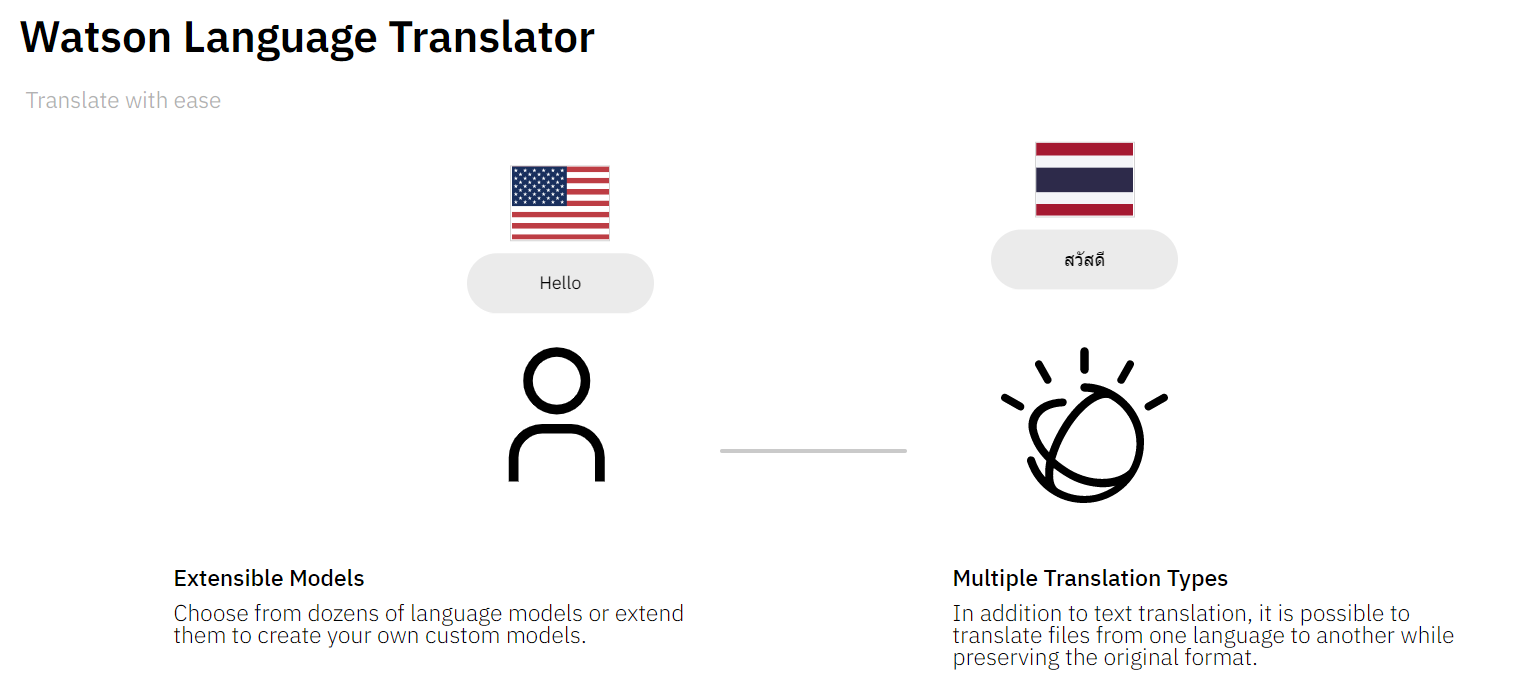 Watson Language Translator
Translate with ease
Hello
สวัสดี
Extensible Models
Choose from dozens of language models or extend
them to create your own custom models.
Multiple Translation Types
In addition to text translation, it is possible to
translate files from one language to another while
preserving the original format.